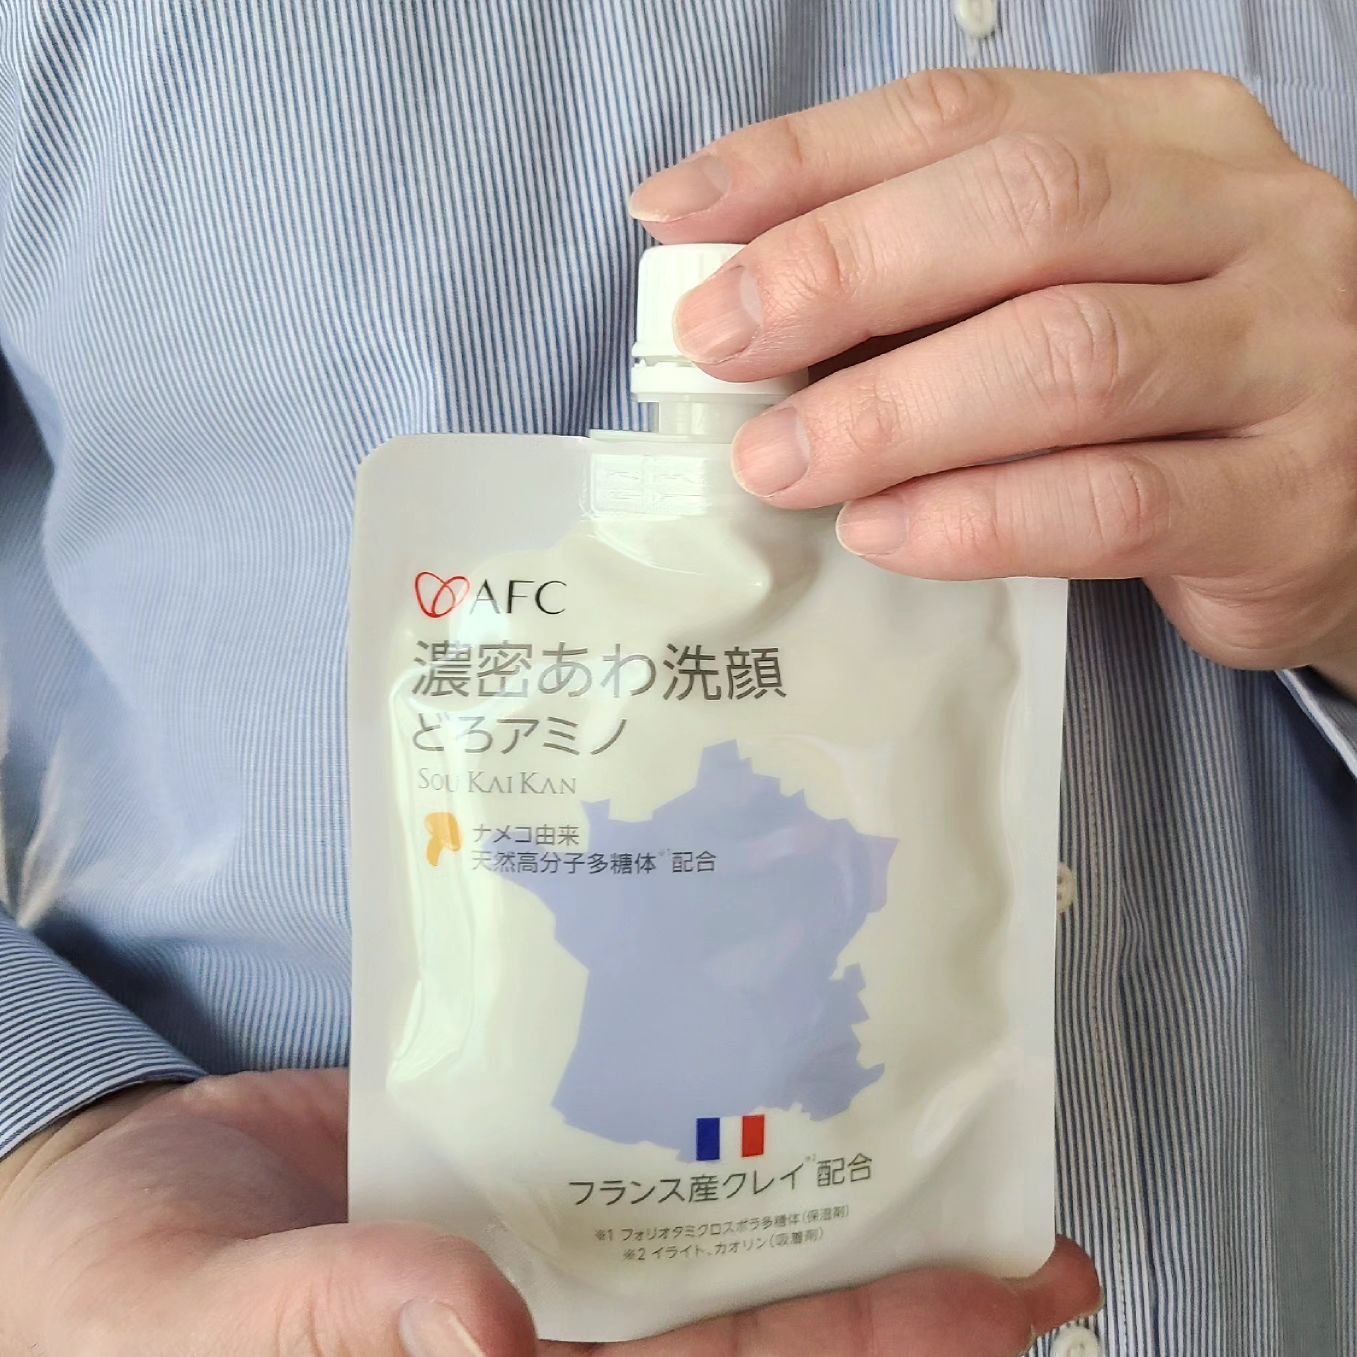 AFC
濃密あわ洗顔
どろアミノ
SOU KAI KAN
ナメコ由来
天然高分子多糖体※1配合
フランス産クレイ※2配合
※1 フォリオタミクロスポラ多糖体(保湿剤)
※2 イライト、カオリン(吸着剤)